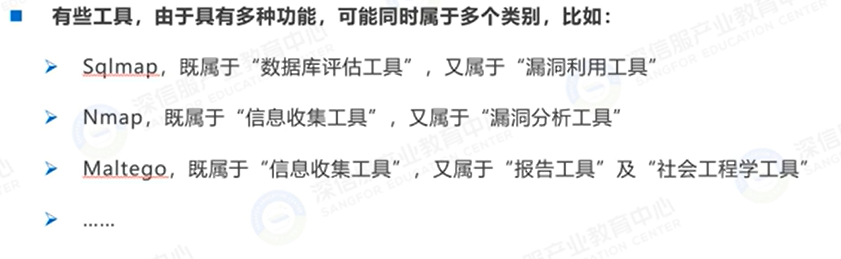 有些工具，由于具有多种功能，可能同时属于多个类别，比如：
Sqlmap，既属于“数据库评估工具”，又属于“漏洞利用工具”
Nmap，既属于“信息收集工具”，又属于“漏洞分析工具”
Maltego，既属于“信息收集工具”，又属于“报告工具”及“社会工程学工具”
……
深信服产业教育中心
SANGFOR EDUCATION CENTER